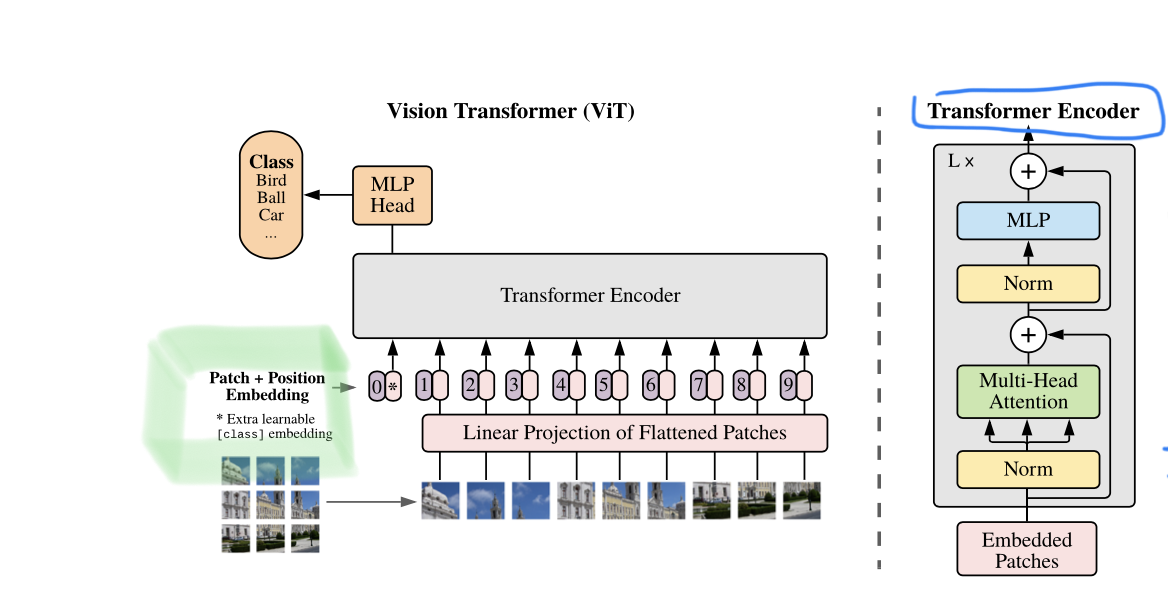 Vision Transformer (ViT)
Class
Bird
Ball
Car
...
MLP
Head
Transformer Encoder
Patch + Position
Embedding
* Extra learnable
[class] embedding
0 * 1 2 3 4 5 6 7 8 9
Linear Projection of Flattened Patches
Transformer Encoder
L ×
+
MLP
Norm
+
Multi-Head
Attention
Norm
Embedded
Patches